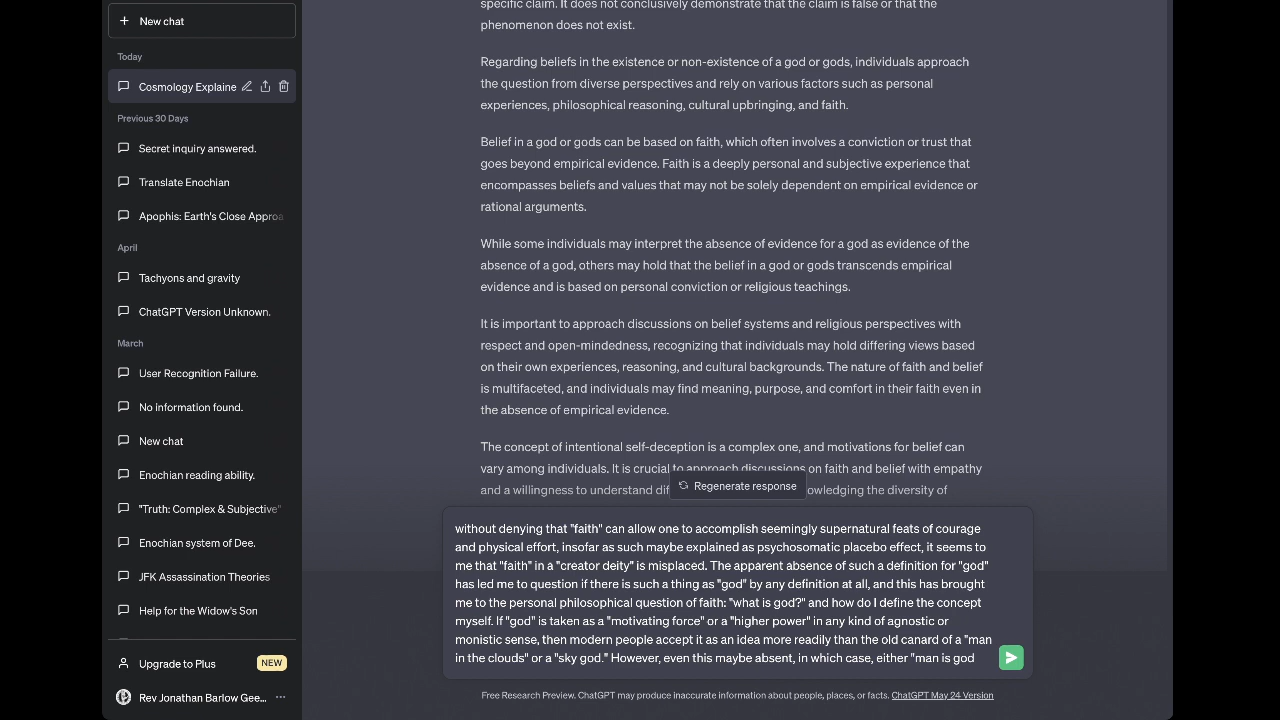 New chat
Today
Cosmology Explaine
Previous 30 Days
Secret inquiry answered.
Translate Enochian
Apophis: Earth's Close Approa
April
Tachyons and gravity
ChatGPT Version Unknown.
March
User Recognition Failure.
No information found.
New chat
Enochian reading ability.
"Truth: Complex & Subjective"
Enochian system of Dee.
JFK Assassination Theories
Help for the Widow's Son
Upgrade to Plus
NEW
Rev Jonathan Barlow Gee...
specific claim. It does not conclusively demonstrate that the claim is false or that the
phenomenon does not exist.
Regarding beliefs in the existence or non-existence of a god or gods, individuals approach
the question from diverse perspectives and rely on various factors such as personal
experiences, philosophical reasoning, cultural upbringing, and faith.
Belief in a god or gods can be based on faith, which often involves a conviction or trust that
goes beyond empirical evidence. Faith is a deeply personal and subjective experience that
encompasses beliefs and values that may not be solely dependent on empirical evidence or
rational arguments.
While some individuals may interpret the absence of evidence for a god as evidence of the
absence of a god, others may hold that the belief in a god or gods transcends empirical
evidence and is based on personal conviction or religious teachings.
It is important to approach discussions on belief systems and religious perspectives with
respect and open-mindedness, recognizing that individuals may hold differing views based
on their own experiences, reasoning, and cultural backgrounds. The nature of faith and belief
is multifaceted, and individuals may find meaning, purpose, and comfort in their faith even in
the absence of empirical evidence.
The concept of intentional self-deception is a complex one, and motivations for belief can
vary among individuals. It is crucial to approach discussions on faith and belief with empathy
and a willingness to understand dif owledging the diversity of
Regenerate response
without denying that "faith" can allow one to accomplish seemingly supernatural feats of courage
and physical effort, insofar as such maybe explained as psychosomatic placebo effect, it seems to
me that "faith" in a "creator deity" is misplaced. The apparent absence of such a definition for "god"
has led me to question if there is such a thing as "god" by any definition at all, and this has brought
me to the personal philosophical question of faith: "what is god?" and how do I define the concept
myself. If "god" is taken as a "motivating force" or a "higher power" in any kind of agnostic or
monistic sense, then modern people accept it as an idea more readily than the old canard of a "man
in the clouds" or a "sky god." However, even this maybe absent, in which case, either "man is god
Free Research Preview. ChatGPT may produce inaccurate information about people, places, or facts. ChatGPT May 24 Version